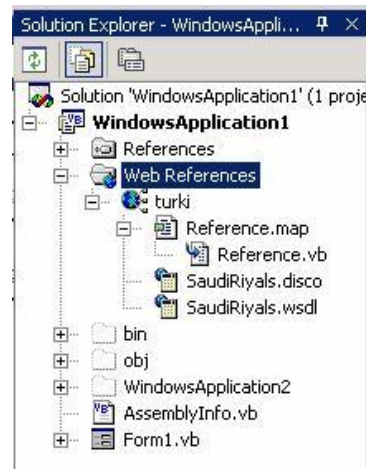 Solution Explorer - WindowsAppli...
Solution 'WindowsApplication1' (1 proje
WindowsApplication1
References
Web References
turki
Reference.map
Reference.vb
SaudiRiyals.disco
SaudiRiyals.wsdl
bin
obj
WindowsApplication2
AssemblyInfo.vb
Form1.vb